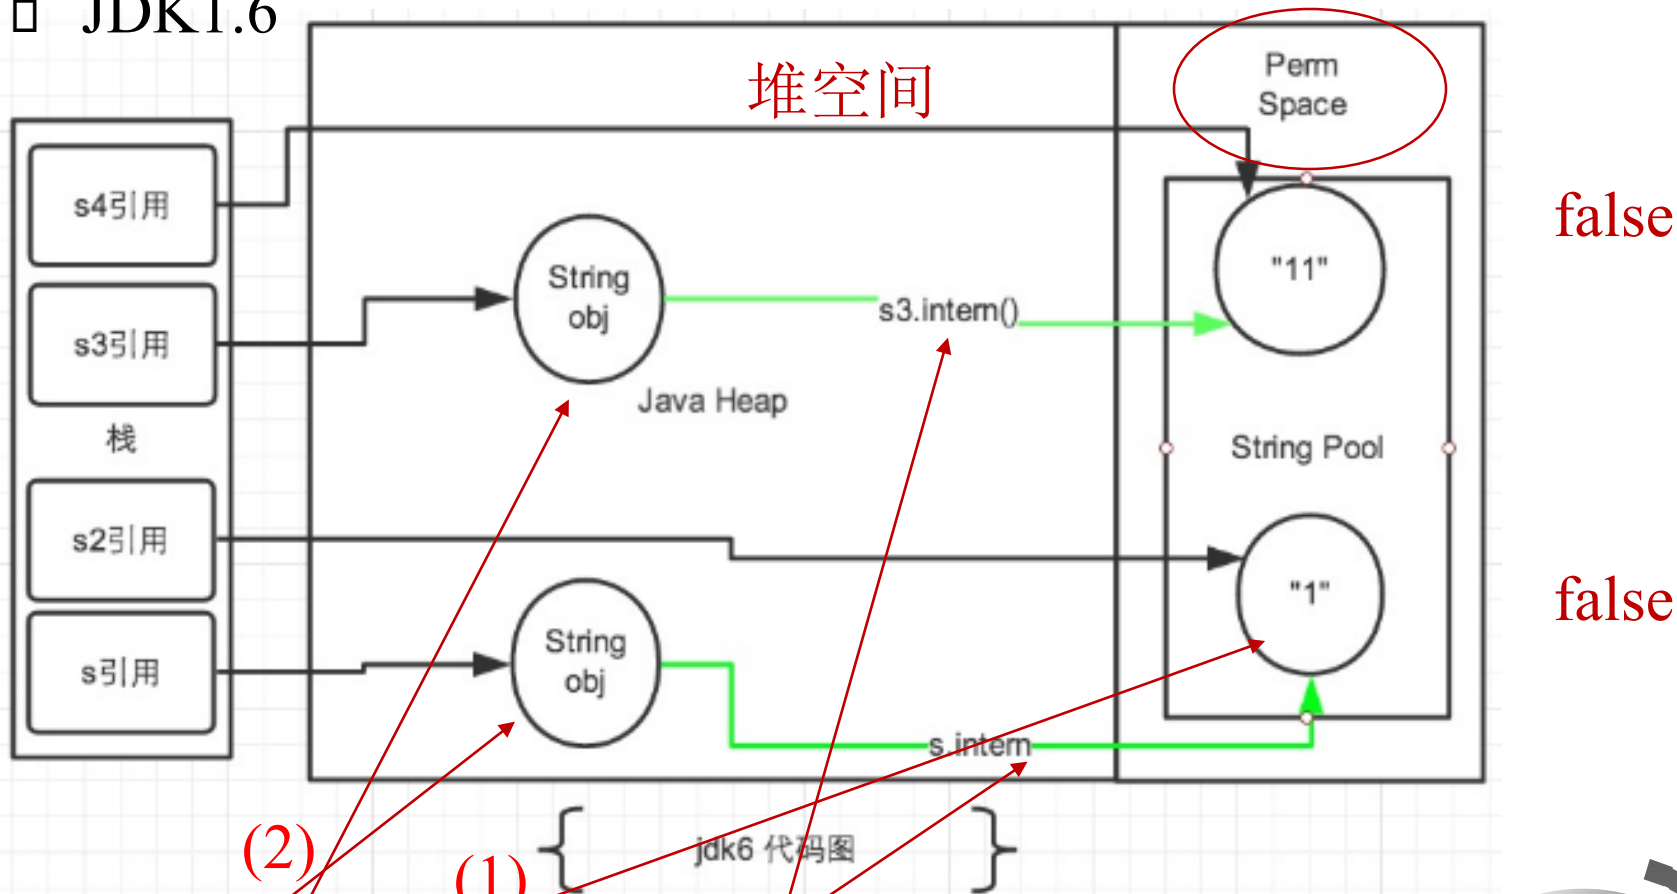 JDK1.6
堆空间
Perm
Space
s4引用
"11"
false
String
obj
s3.intern()
s3引用
Java Heap
栈
String Pool
s2引用
"1"
false
String
obj
s引用
s.intern
(2)
(1)
jdk6 代码图